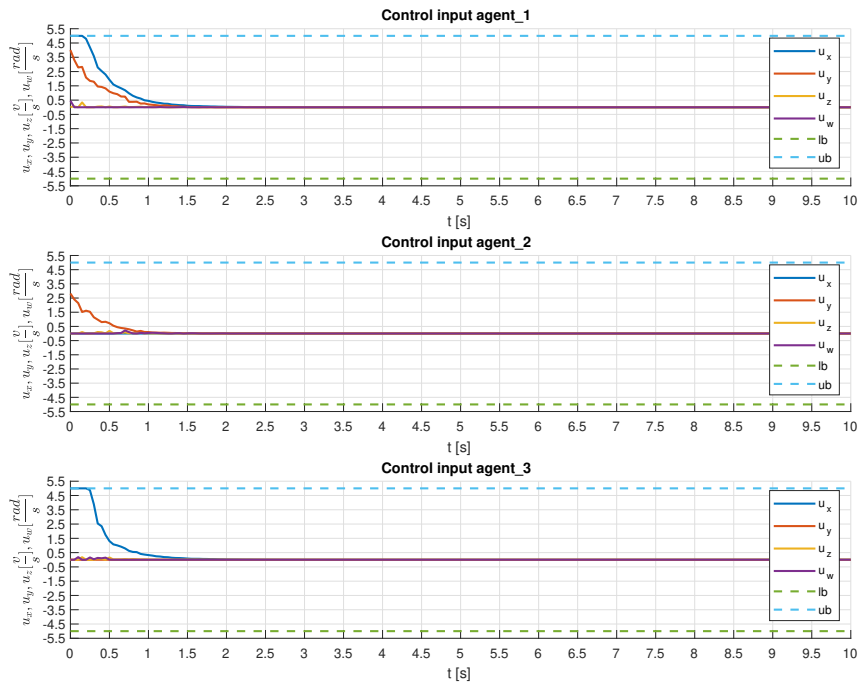 Control input agent_1
u_x, u_y, u_z[v/s], u_w[rad/s]
5.5
4.5
3.5
2.5
1.5
0.5
-0.5
-1.5
-2.5
-3.5
-4.5
-5.5
u_x
u_y
u_z
u_w
lb
ub
0 0.5 1 1.5 2 2.5 3 3.5 4 4.5 5 5.5 6 6.5 7 7.5 8 8.5 9 9.5 10
t [s]
Control input agent_2
u_x, u_y, u_z[v/s], u_w[rad/s]
5.5
4.5
3.5
2.5
1.5
0.5
-0.5
-1.5
-2.5
-3.5
-4.5
-5.5
u_x
u_y
u_z
u_w
lb
ub
0 0.5 1 1.5 2 2.5 3 3.5 4 4.5 5 5.5 6 6.5 7 7.5 8 8.5 9 9.5 10
t [s]
Control input agent_3
u_x, u_y, u_z[v/s], u_w[rad/s]
5.5
4.5
3.5
2.5
1.5
0.5
-0.5
-1.5
-2.5
-3.5
-4.5
-5.5
u_x
u_y
u_z
u_w
lb
ub
0 0.5 1 1.5 2 2.5 3 3.5 4 4.5 5 5.5 6 6.5 7 7.5 8 8.5 9 9.5 10
t [s]